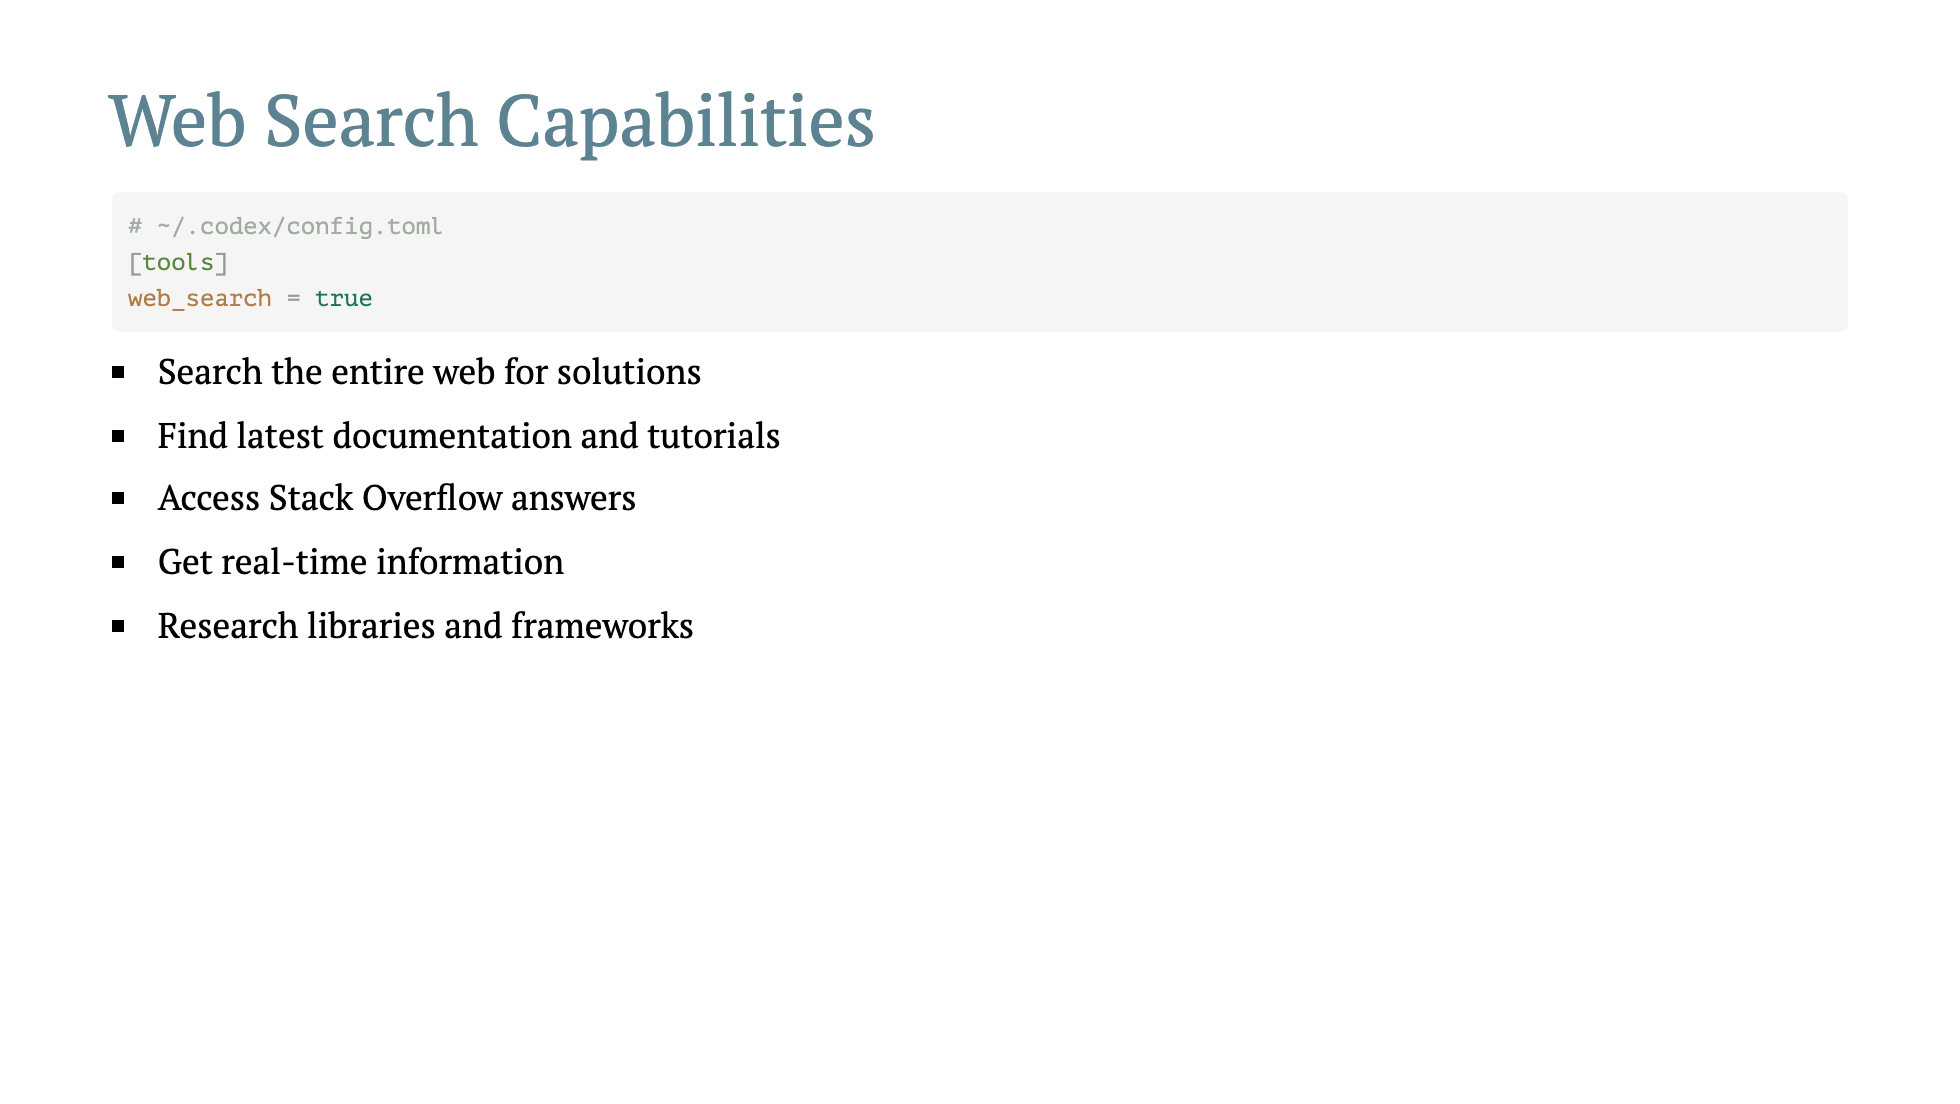 Web Search Capabilities
# ~/.codex/config.toml
[tools]
web_search = true
▪ Search the entire web for solutions
▪ Find latest documentation and tutorials
▪ Access Stack Overflow answers
▪ Get real-time information
▪ Research libraries and frameworks